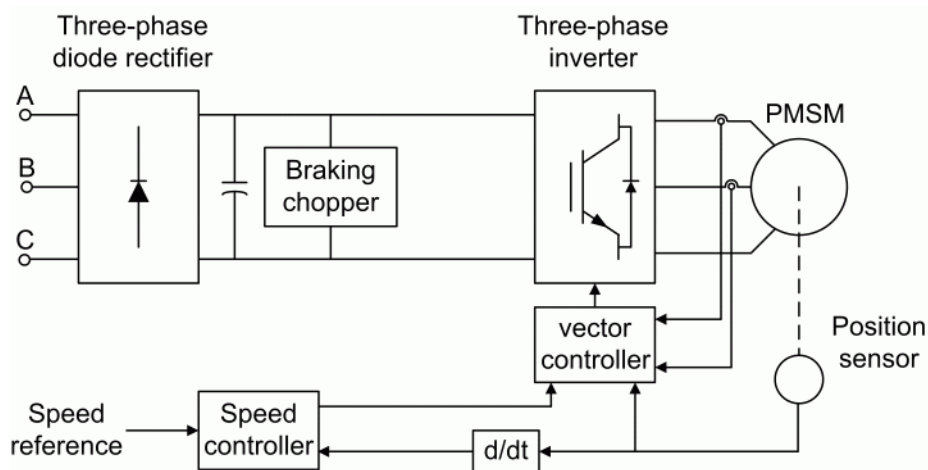 Three-phase
diode rectifier
Three-phase
inverter
A
PMSM
B
Braking
chopper
C
vector
controller
Position
sensor
Speed
reference
Speed
controller
d/dt